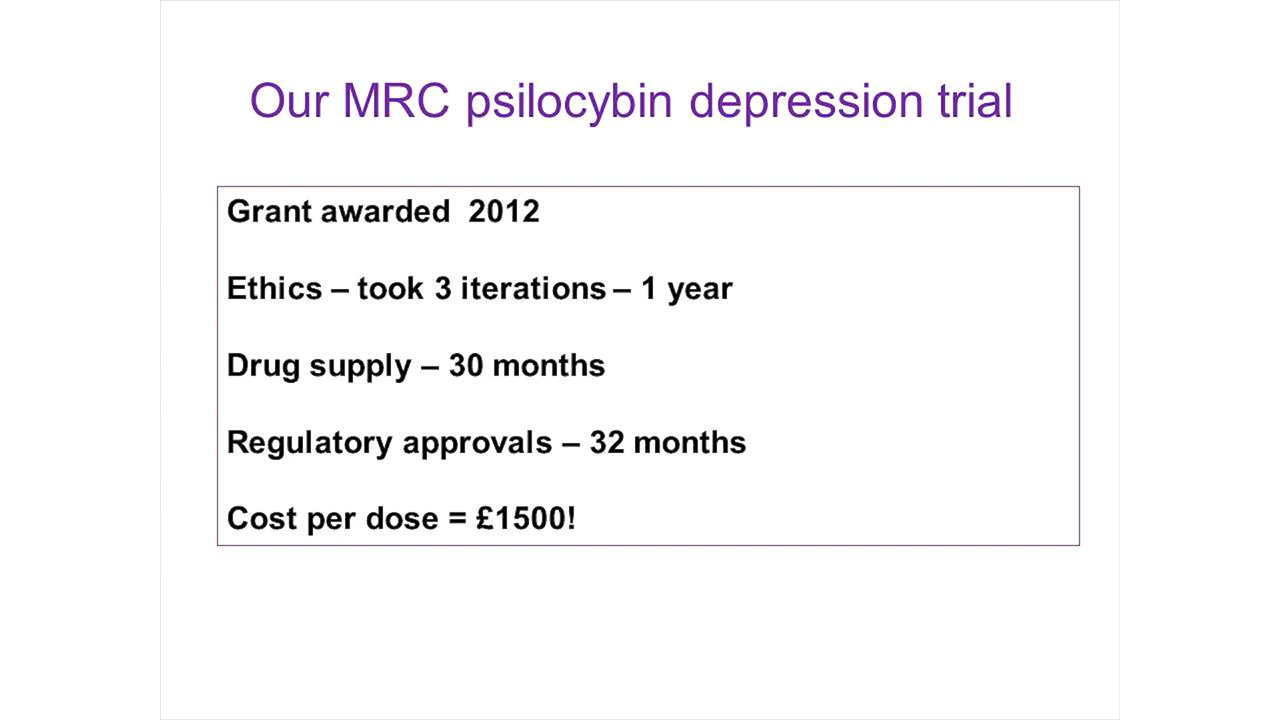 Our MRC psilocybin depression trial
Grant awarded  2012
Ethics – took 3 iterations – 1 year
Drug supply – 30 months
Regulatory approvals – 32 months
Cost per dose = £1500!